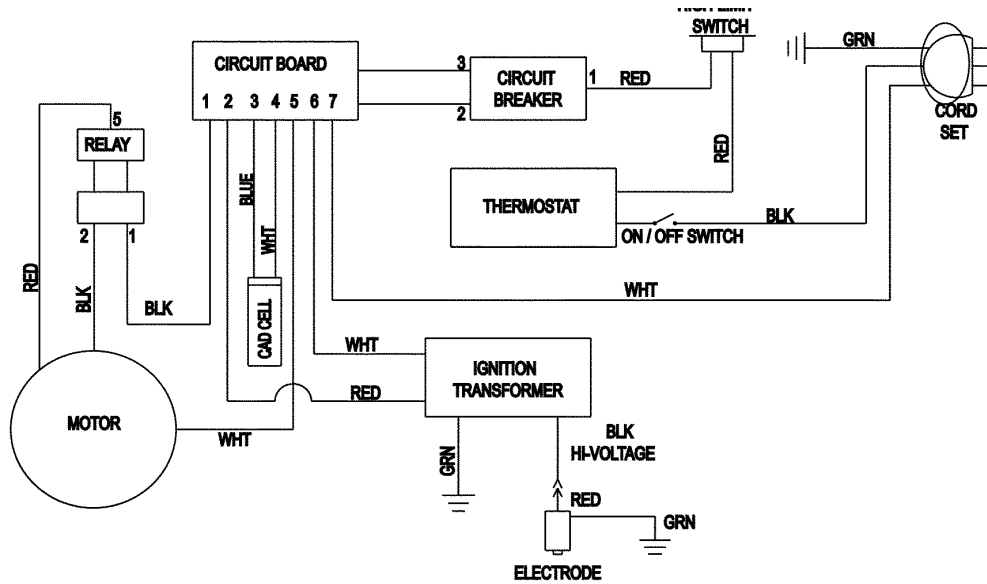 SWITCH
GRN
CORD
SET
CIRCUIT BOARD
1 2 3 4 5 6 7
3
2
CIRCUIT
BREAKER
1
RED
5
RELAY
2
1
RED
BLK
BLK
BLUE
WHT
CAD CELL
RED
THERMOSTAT
ON / OFF SWITCH
BLK
WHT
WHT
RED
IGNITION
TRANSFORMER
MOTOR
WHT
GRN
BLK
HI-VOLTAGE
RED
GRN
ELECTRODE